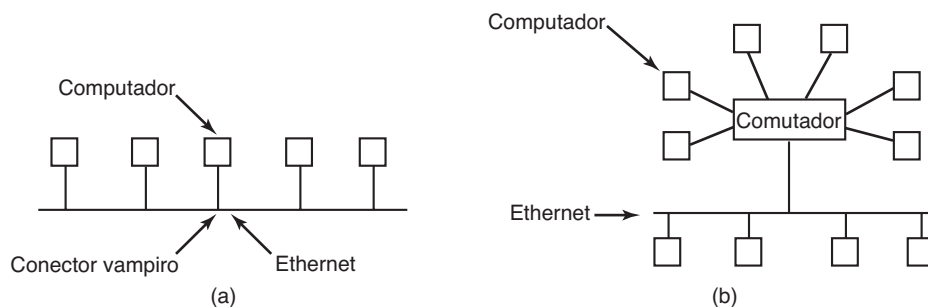 Computador
Conector vampiro
Ethernet
(a)
Computador
Comutador
Ethernet
(b)